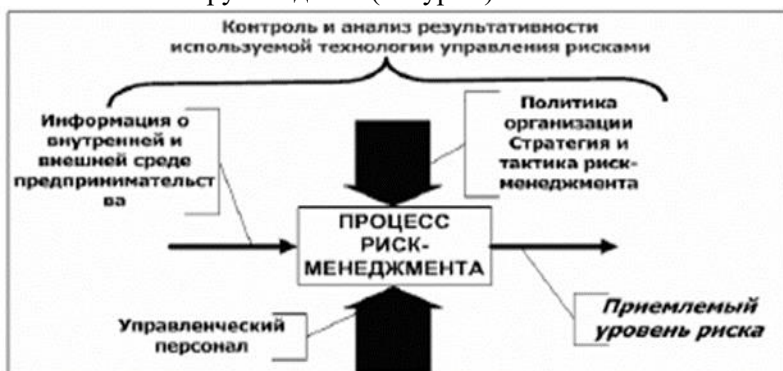 Контроль и анализ результативности
используемой технологии управления рисками
Информация о
внутренней и
внешней среде
предпринимательст
ва
Политика
организации
Стратегия и
тактика риск-
менеджмента
ПРОЦЕСС
РИСК-
МЕНЕДЖМЕНТА
Управленческий
персонал
Приемлемый
уровень риска